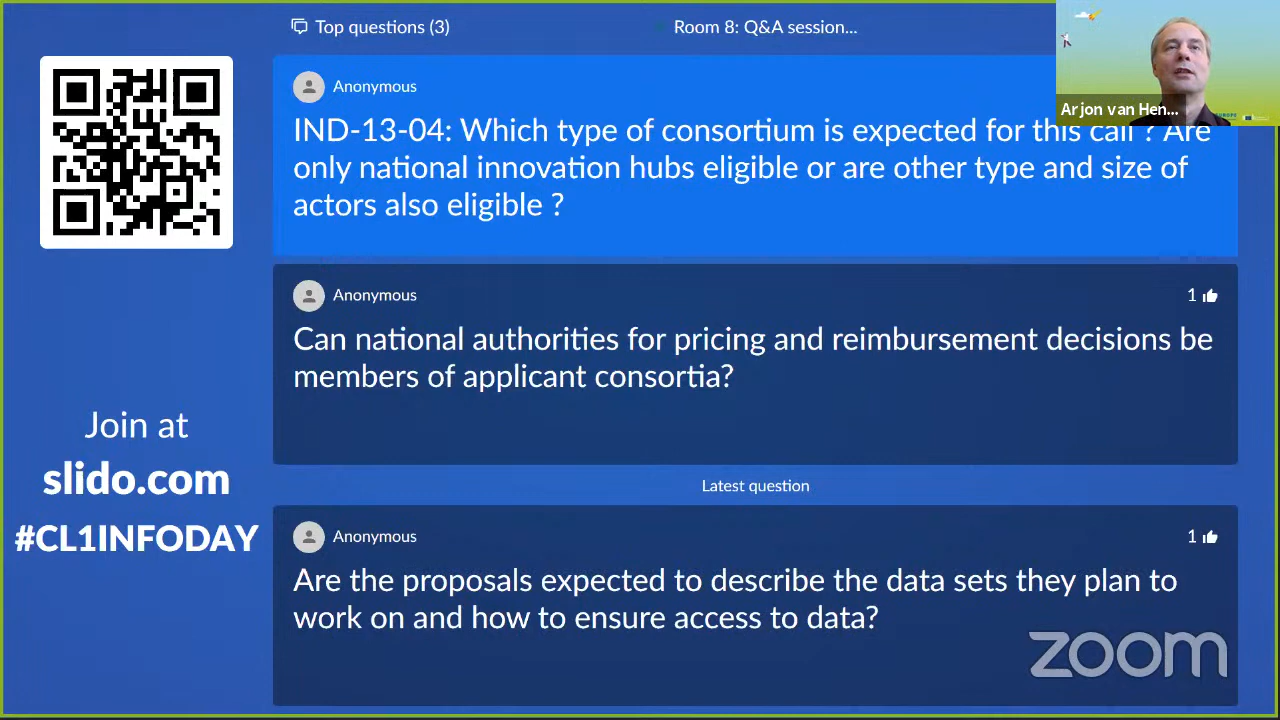 Top questions (3)
Room 8: Q&A session...
Arjon van Hen...
Anonymous
IND-13-04: Which type of consortium is expected for this call ? Are
only national innovation hubs eligible or are other type and size of
actors also eligible ?
Anonymous
1
Can national authorities for pricing and reimbursement decisions be
members of applicant consortia?
Join at
slido.com
#CL1INFODAY
Latest question
Anonymous
1
Are the proposals expected to describe the data sets they plan to
work on and how to ensure access to data?
zoom